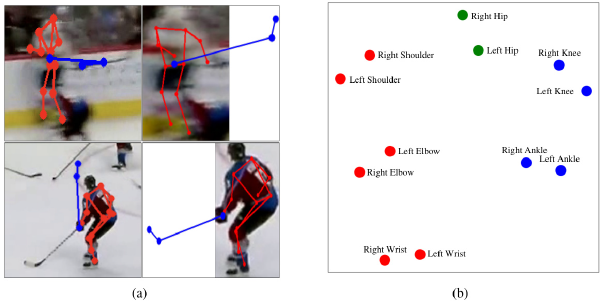 Right Hip
Left Hip
Right Knee
Right Shoulder
Left Shoulder
Left Knee
Left Elbow
Right Elbow
Right Ankle
Left Ankle
Right Wrist
Left Wrist
(a)
(b)